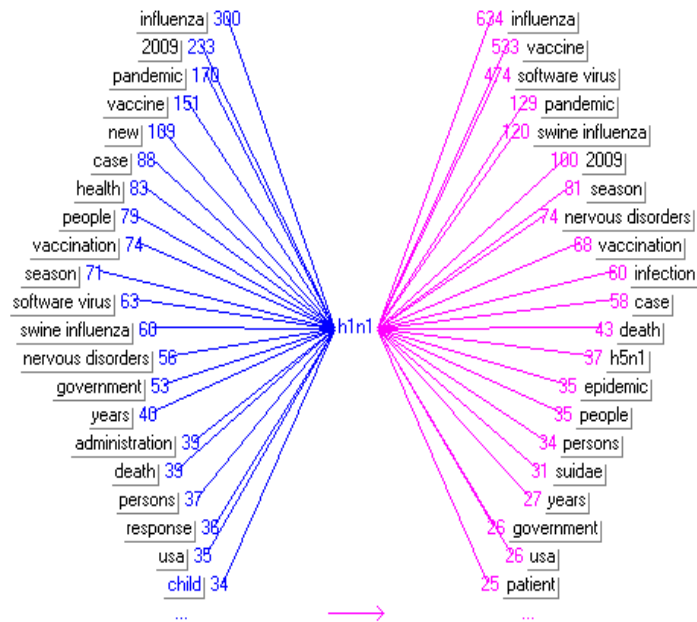 influenza 300 634 influenza
2009 233 533 vaccine
pandemic 170 474 software virus
vaccine 151 129 pandemic
new 109 120 swine influenza
case 88 100 2009
health 83 81 season
people 79 74 nervous disorders
vaccination 74 68 vaccination
season 71 60 infection
software virus 63 58 case
swine influenza 60 h1n1 43 death
nervous disorders 56 37 h5n1
government 53 35 epidemic
years 40 35 people
administration 39 34 persons
death 39 31 suidae
persons 37 27 years
response 36 26 government
usa 35 26 usa
child 34 25 patient
... ...